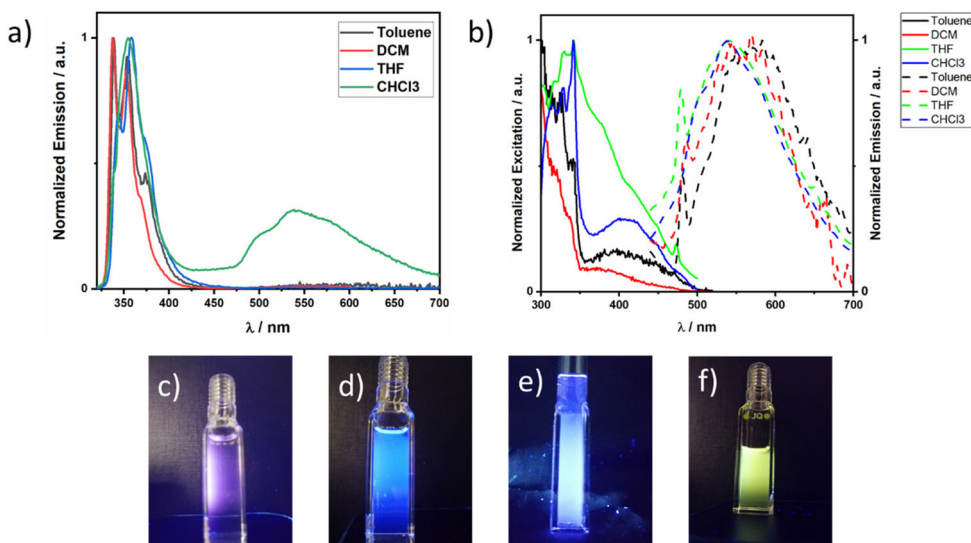 a)
Normalized Emission / a.u.
1
0
350 400 450 500 550 600 650 700
λ / nm
Toluene
DCM
THF
CHCl3
b)
Normalized Excitation / a.u.
1
0
300 400 500 600 700
λ / nm
1
0
Normalized Emission / a.u.
Toluene
DCM
THF
CHCl3
Toluene
DCM
THF
CHCl3
c)
d)
e)
f)
JQ